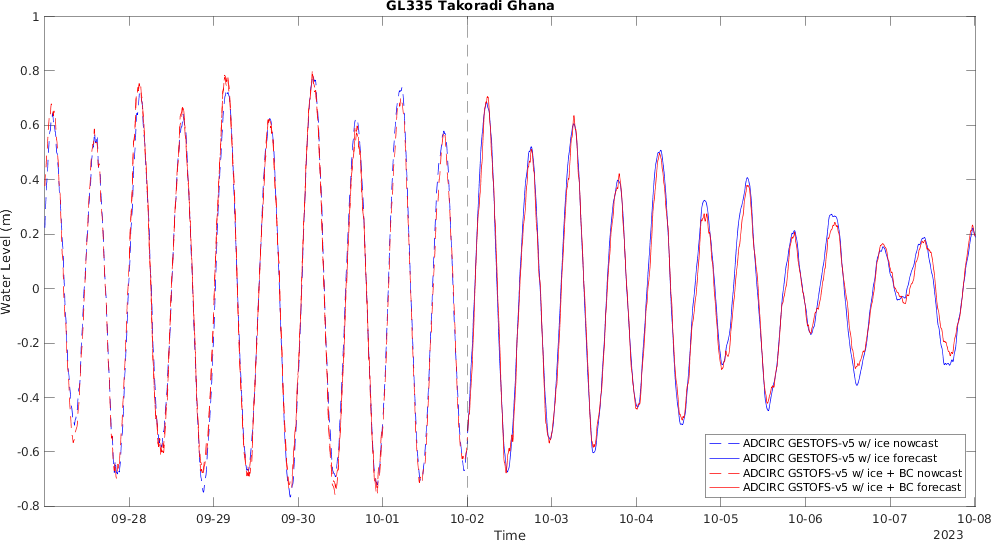 GL335 Takoradi Ghana
1
0.8
0.6
0.4
0.2
0
-0.2
-0.4
-0.6
-0.8
Water Level (m)
ADCIRC GESTOFS-v5 w/ ice nowcast
ADCIRC GESTOFS-v5 w/ ice forecast
ADCIRC GSTOFS-v5 w/ ice + BC nowcast
ADCIRC GSTOFS-v5 w/ ice + BC forecast
09-28 09-29 09-30 10-01 10-02 10-03 10-04 10-05 10-06 10-07 10-08
Time
2023